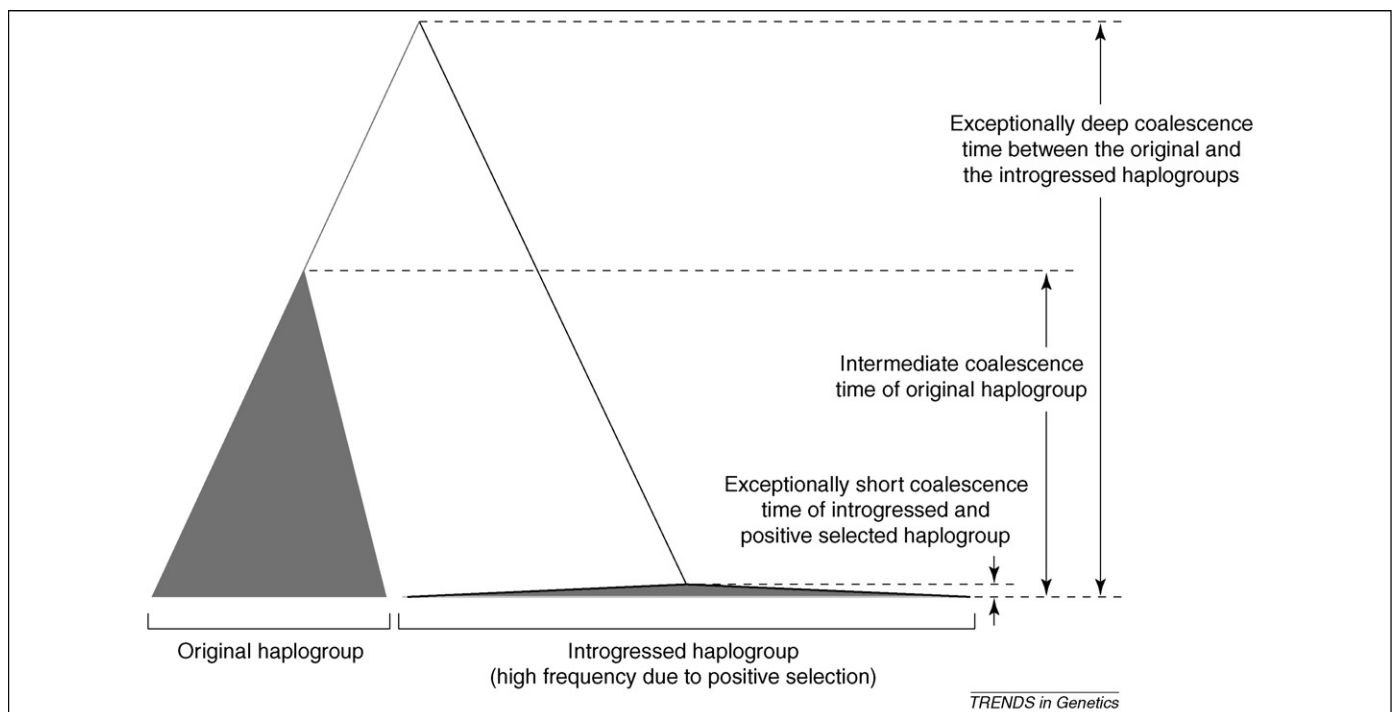 Exceptionally deep coalescence
time between the original and
the introgressed haplogroups
Intermediate coalescence
time of original haplogroup
Exceptionally short coalescence
time of introgressed and
positive selected haplogroup
Original haplogroup
Introgressed haplogroup
(high frequency due to positive selection)
TRENDS in Genetics